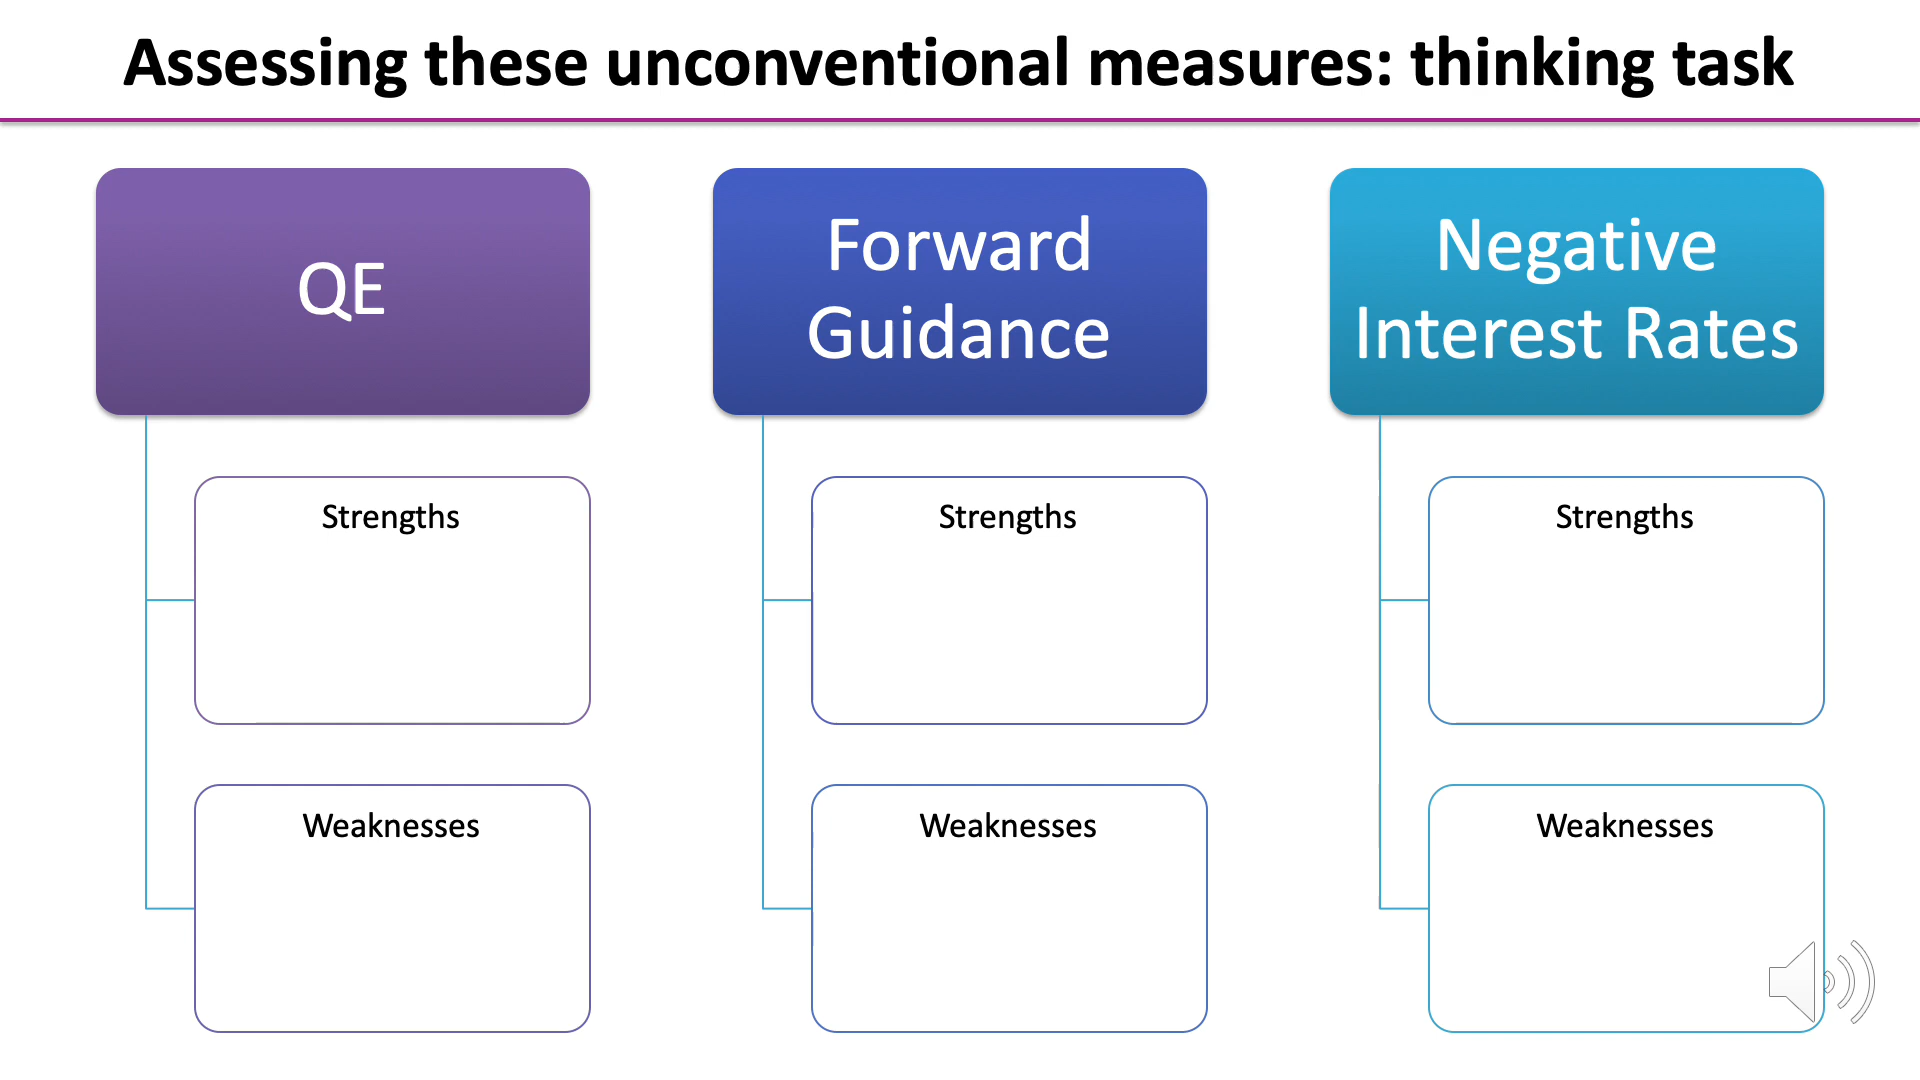 Assessing these unconventional measures: thinking task
QE
Strengths
Weaknesses
Forward
Guidance
Strengths
Weaknesses
Negative
Interest Rates
Strengths
Weaknesses